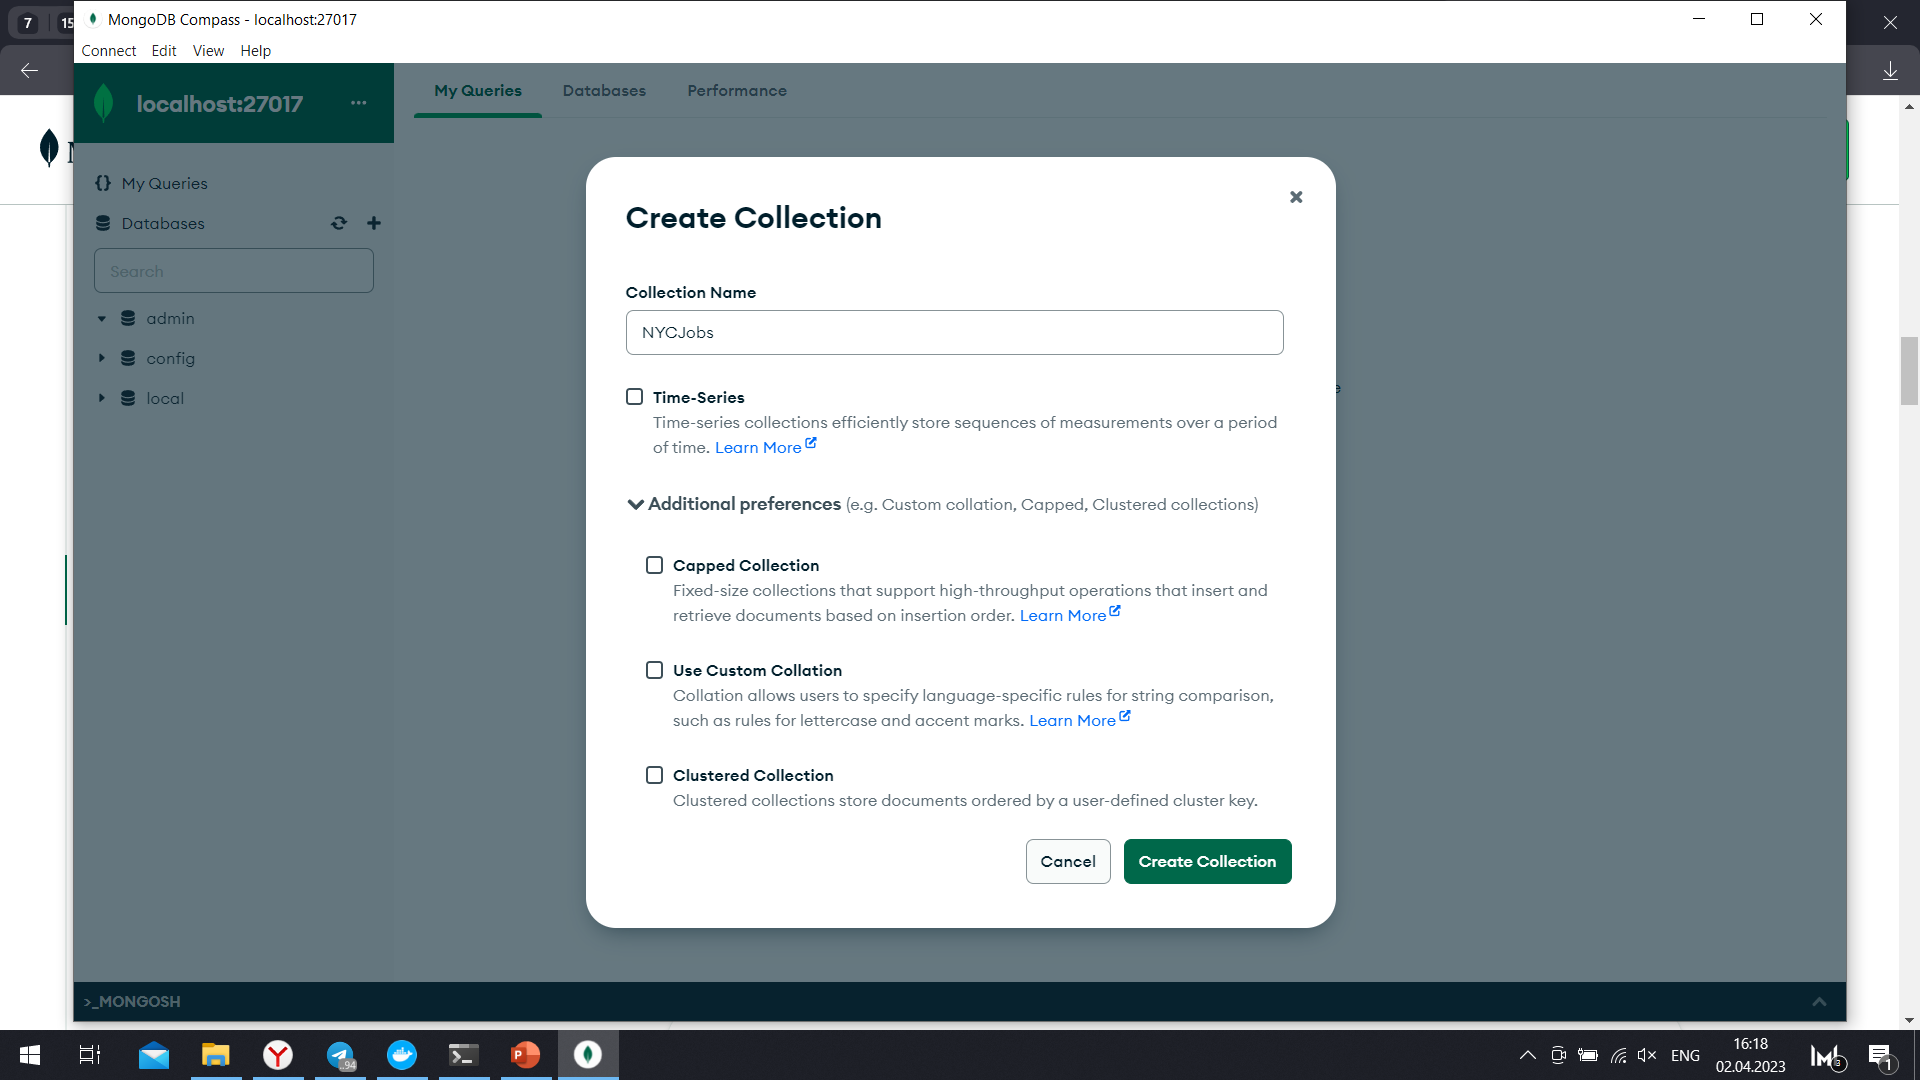 7
15
MongoDB Compass - localhost:27017
Connect Edit View Help
localhost:27017
My Queries Databases Performance
My Queries
Databases
Search
admin
config
local
Create Collection
Collection Name
NYCJobs
Time-Series
Time-series collections efficiently store sequences of measurements over a period
of time. Learn More
Additional preferences (e.g. Custom collation, Capped, Clustered collections)
Capped Collection
Fixed-size collections that support high-throughput operations that insert and
retrieve documents based on insertion order. Learn More
Use Custom Collation
Collation allows users to specify language-specific rules for string comparison,
such as rules for lettercase and accent marks. Learn More
Clustered Collection
Clustered collections store documents ordered by a user-defined cluster key.
Cancel Create Collection
>_MONGOSH
94
ENG
16:18
02.04.2023
3
1